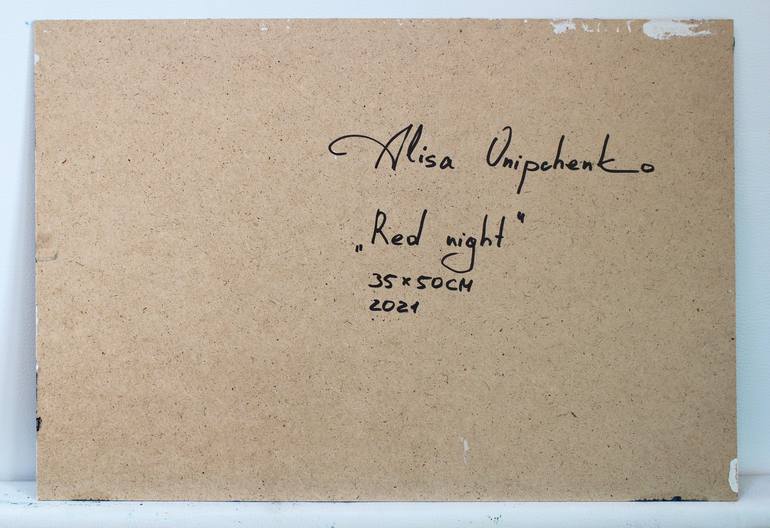 Alisa Onipchenko
„Red night"
35×50CM
2021